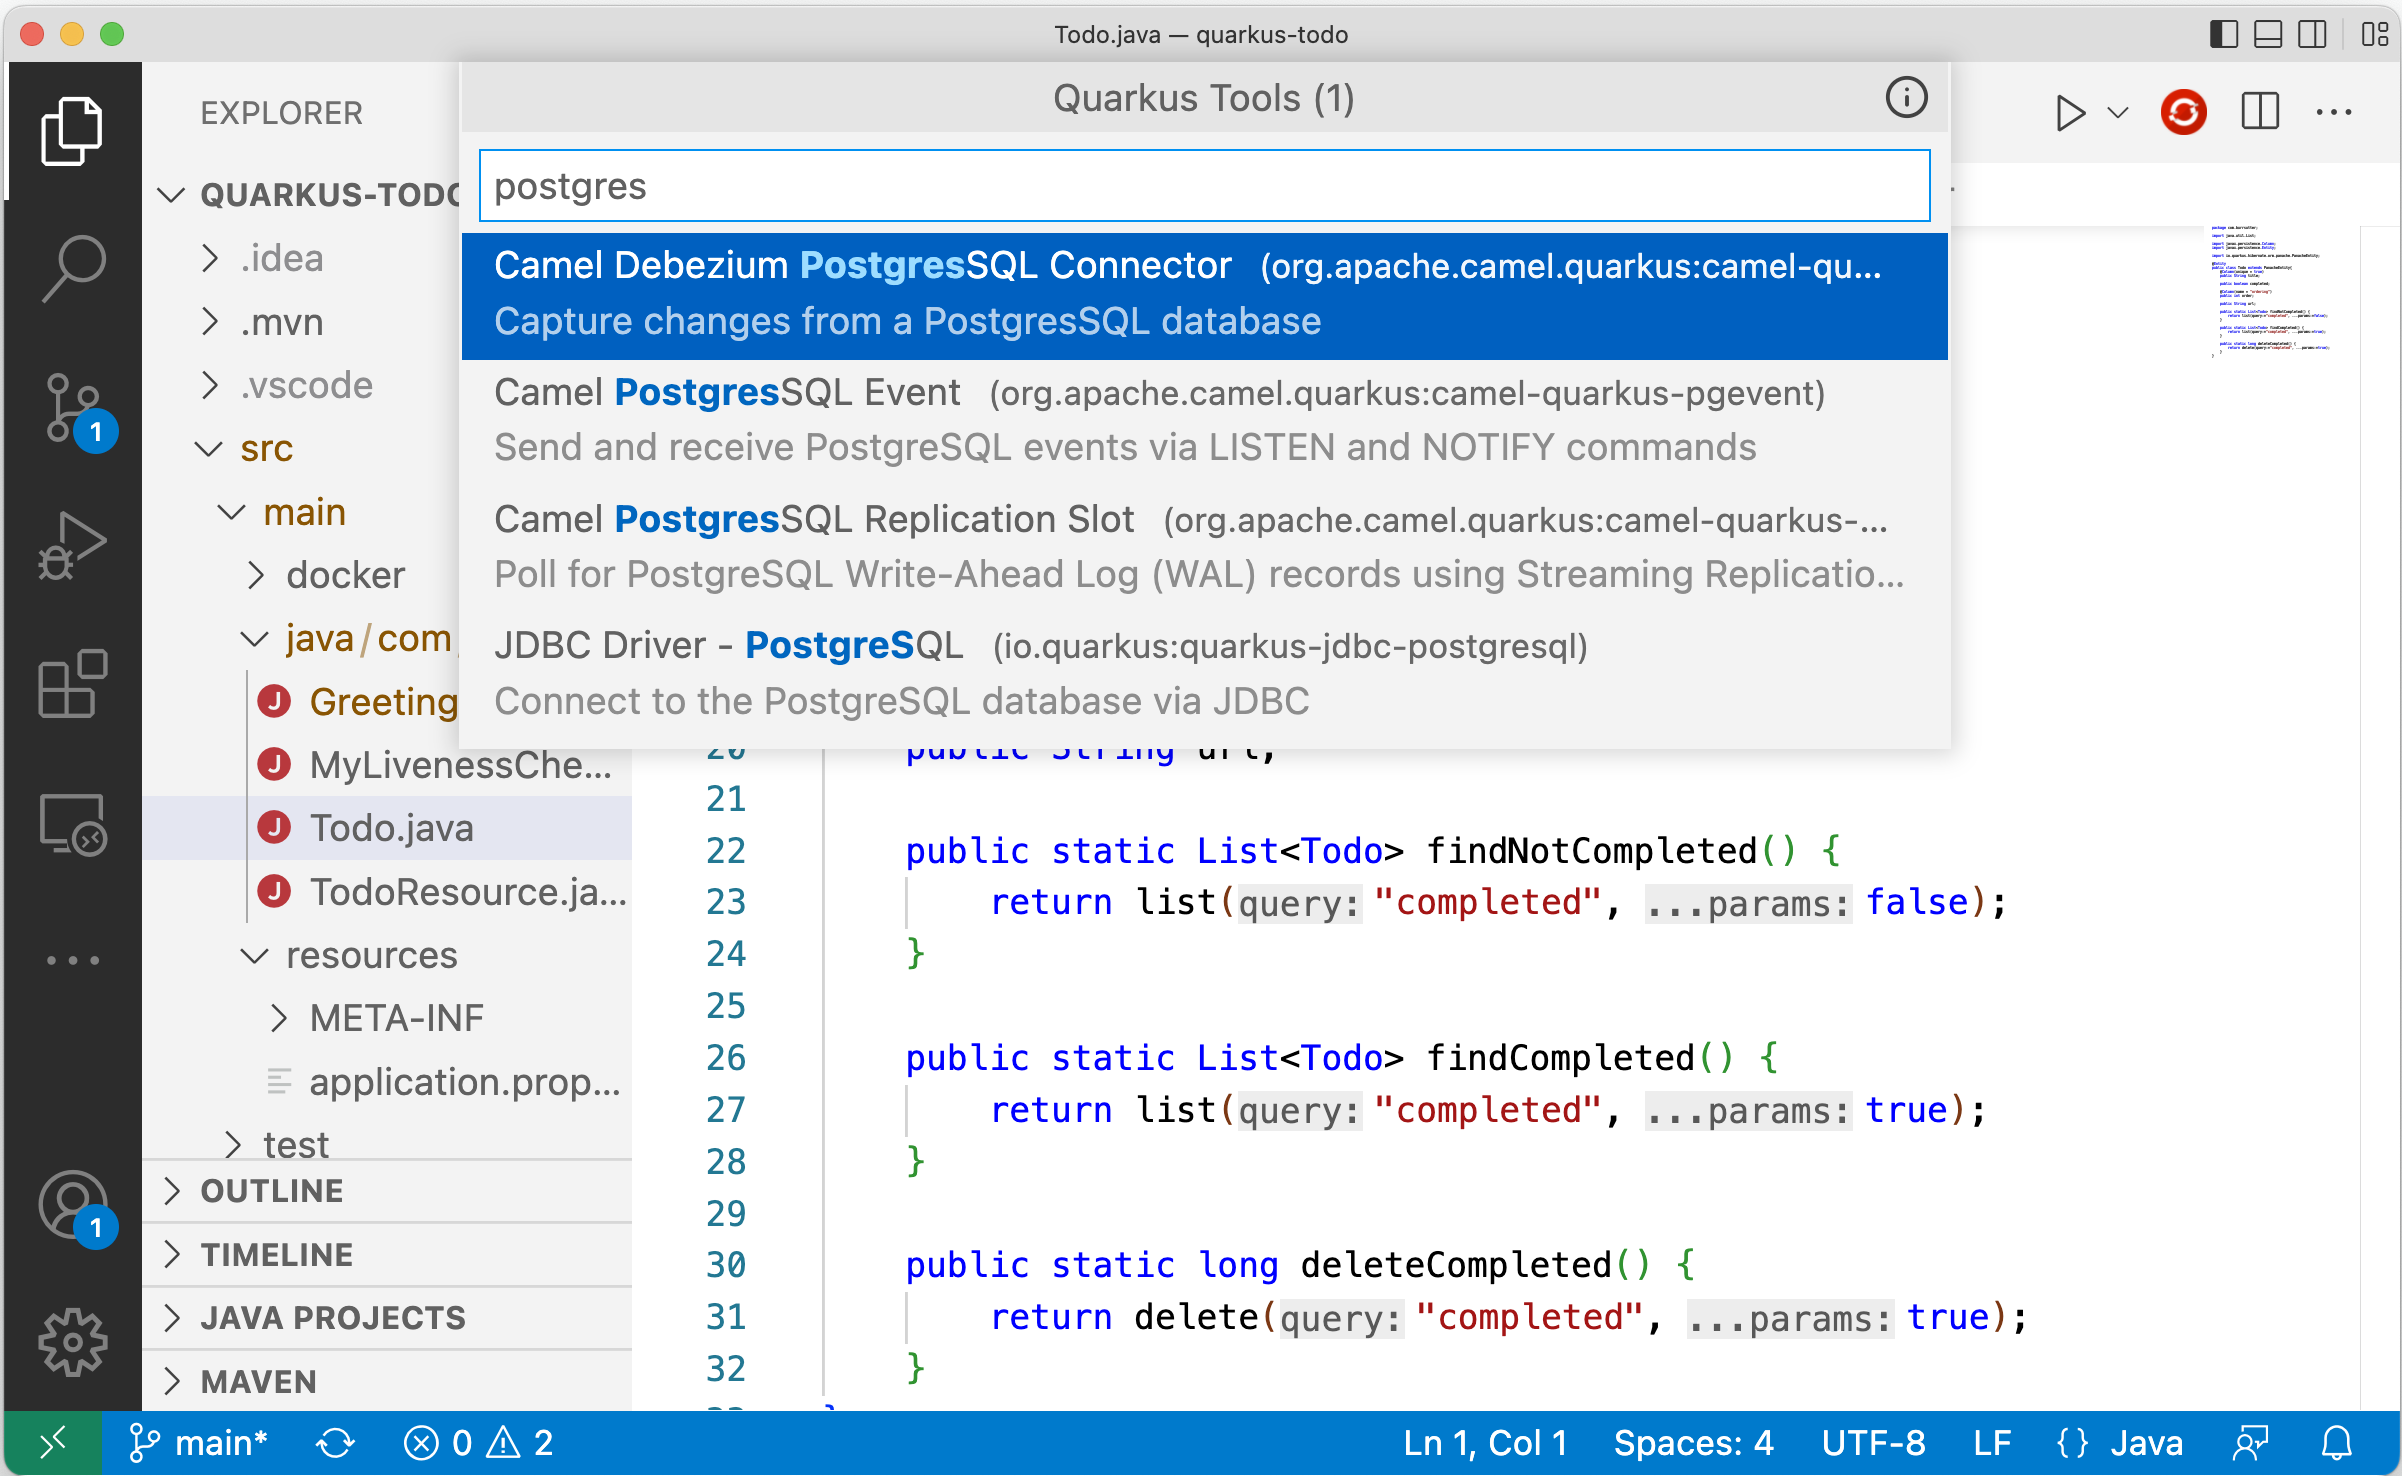 Todo.java — quarkus-todo
EXPLORER
QUARKUS-TODO
.idea
.mvn
.vscode
src
main
docker
java / com
Greeting
MyLivenessChe...
Todo.java
TodoResource.ja...
resources
META-INF
application.prop...
test
OUTLINE
TIMELINE
JAVA PROJECTS
MAVEN
1
1
Quarkus Tools (1)
postgres
Camel Debezium PostgresSQL Connector (org.apache.camel.quarkus:camel-qu...
Capture changes from a PostgresSQL database
Camel PostgresSQL Event (org.apache.camel.quarkus:camel-quarkus-pgevent)
Send and receive PostgreSQL events via LISTEN and NOTIFY commands
Camel PostgresSQL Replication Slot (org.apache.camel.quarkus:camel-quarkus-...
Poll for PostgreSQL Write-Ahead Log (WAL) records using Streaming Replicatio...
JDBC Driver - PostgreSQL (io.quarkus:quarkus-jdbc-postgresql)
Connect to the PostgreSQL database via JDBC
20 public String url;
21
22 public static List<Todo> findNotCompleted() {
23 return list(query: "completed", ...params: false);
24 }
25
26 public static List<Todo> findCompleted() {
27 return list(query: "completed", ...params: true);
28 }
29
30 public static long deleteCompleted() {
31 return delete(query: "completed", ...params: true);
32 }
main* 0 2 Ln 1, Col 1 Spaces: 4 UTF-8 LF {} Java